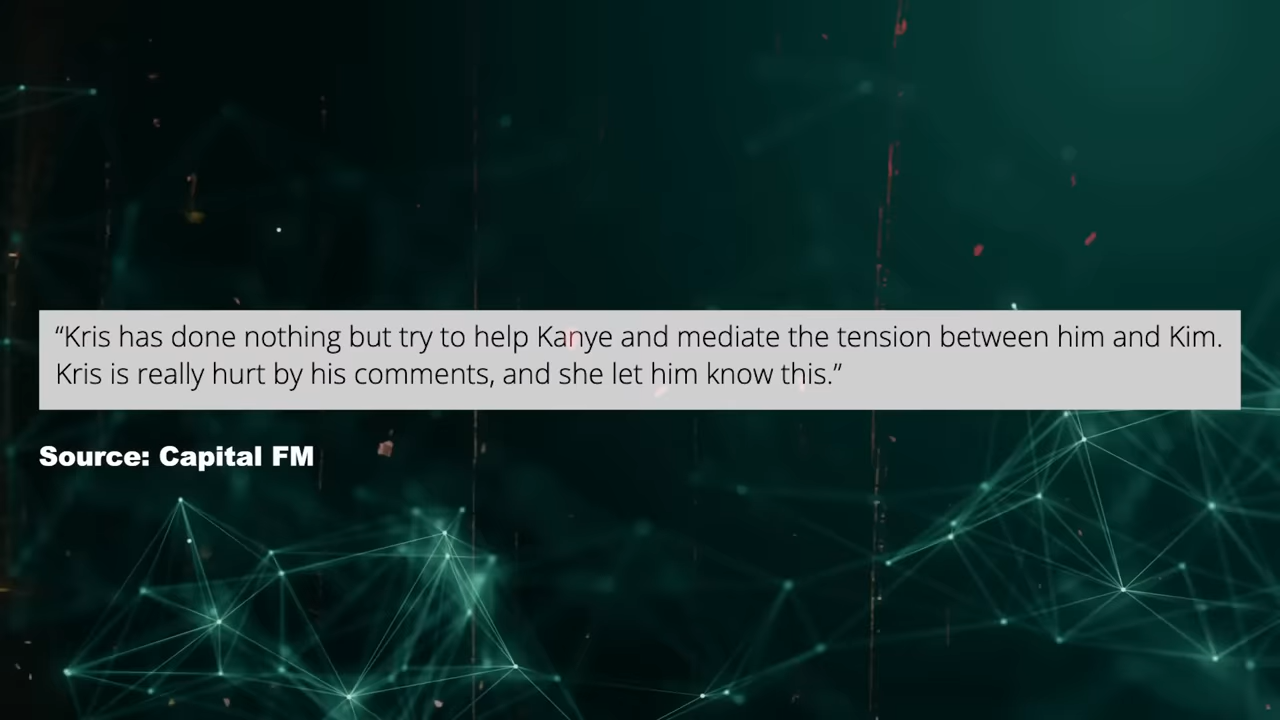 “Kris has done nothing but try to help Kanye and mediate the tension between him and Kim.
Kris is really hurt by his comments, and she let him know this.”
Source: Capital FM